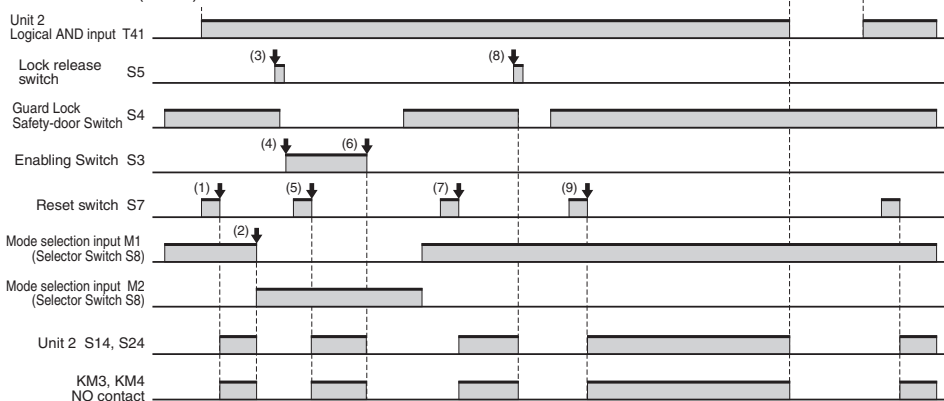 Unit 2
Logical AND input T41
(3)
(8)
Lock release
switch S5
Guard Lock
Safety-door Switch S4
(4)
(6)
Enabling Switch S3
(1)
(5)
(7)
(9)
Reset switch S7
(2)
Mode selection input M1
(Selector Switch S8)
Mode selection input M2
(Selector Switch S8)
Unit 2 S14, S24
KM3, KM4
NO contact